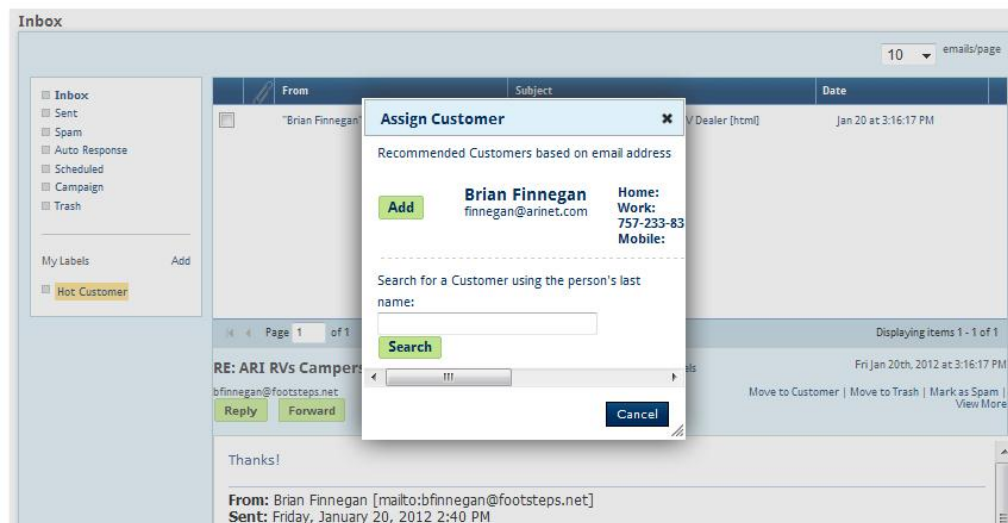 Inbox
10 emails/page
Inbox
Sent
Spam
Auto Response
Scheduled
Campaign
Trash
My Labels Add
Hot Customer
From Subject Date
"Brian Finnegan" V Dealer [html] Jan 20 at 3:16:17 PM
Assign Customer
Recommended Customers based on email address
Add
Brian Finnegan
finnegan@arinet.com
Home:
Work:
757-233-83
Mobile:
Search for a Customer using the person's last
name:
Search
Cancel
Page 1 of 1 Displaying items 1 - 1 of 1
RE: ARI RVs Campers Fri Jan 20th, 2012 at 3:16:17 PM
bfinnegan@footsteps.net
Move to Customer | Move to Trash | Mark as Spam |
View More
Reply Forward
Thanks!
From: Brian Finnegan [mailto:bfinnegan@footsteps.net]
Sent: Friday, January 20, 2012 2:40 PM